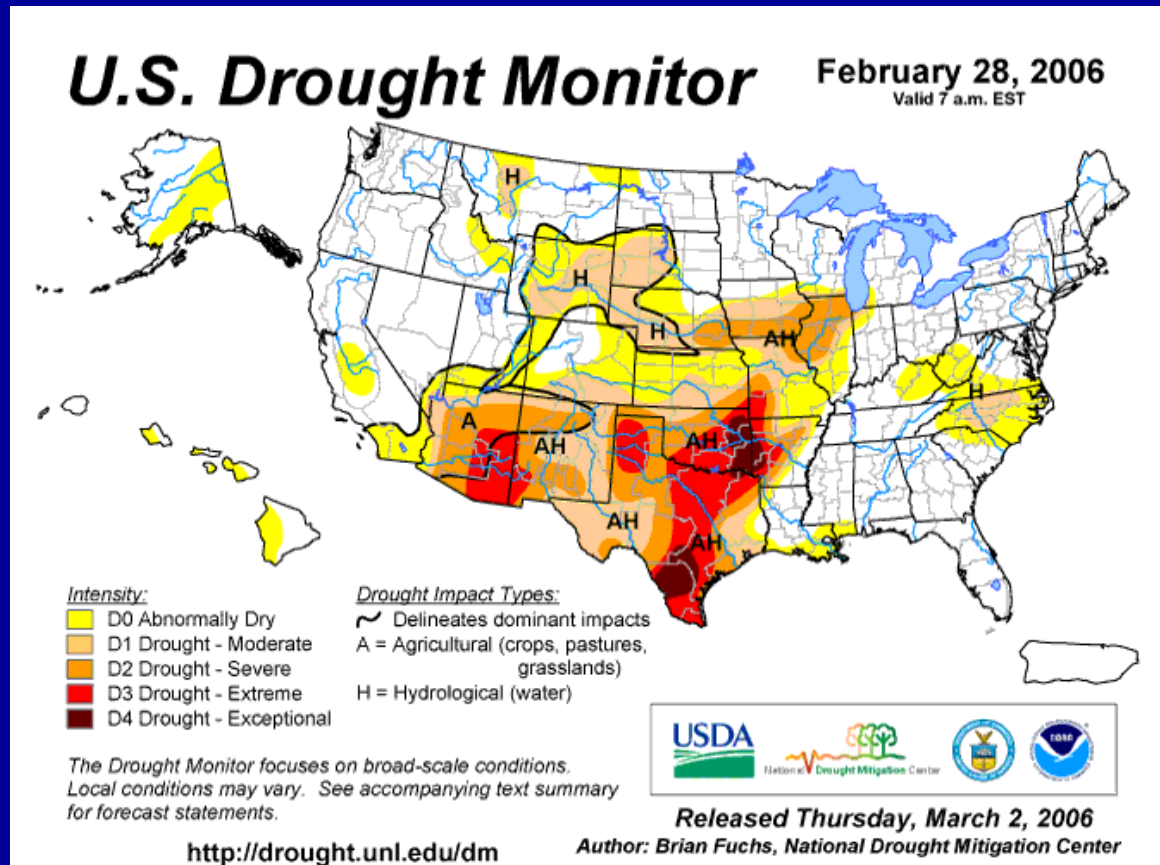 U.S. Drought Monitor
February 28, 2006
Valid 7 a.m. EST
H
H
H
AH
H
A
AH
AH
AH
AH
Intensity:
D0 Abnormally Dry
D1 Drought - Moderate
D2 Drought - Severe
D3 Drought - Extreme
D4 Drought - Exceptional
Drought Impact Types:
Delineates dominant impacts
A = Agricultural (crops, pastures,
grasslands)
H = Hydrological (water)
The Drought Monitor focuses on broad-scale conditions.
Local conditions may vary. See accompanying text summary
for forecast statements.
http://drought.unl.edu/dm
USDA
National Drought Mitigation Center
Released Thursday, March 2, 2006
Author: Brian Fuchs, National Drought Mitigation Center